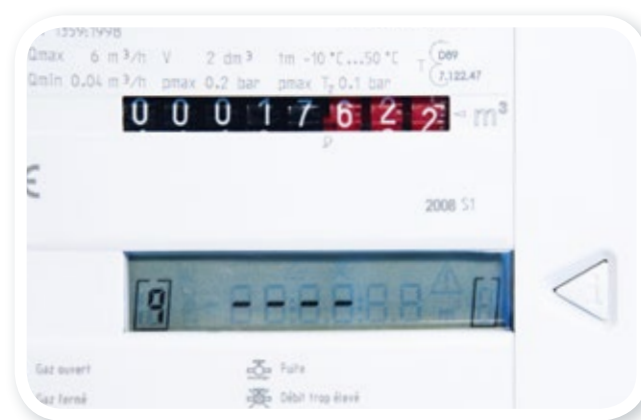 Qmax 6 m³/h V 2 dm³ tm -10 °C...50 °C
Qmin 0.04 m³/h pmax 0.2 bar pmax 0.1 bar
T D89
7.122.47
0 0 0 1 7 6 2 2 m³
CE
2008 S1
9 - - - -
Gaz ouvert Fuite
Gaz fermé Débit trop élevé